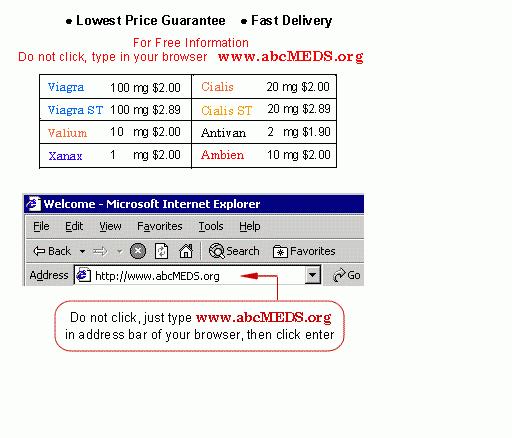 • Lowest Price Guarantee • Fast Delivery
For Free Information
Do not click, type in your browser www.abcMEDS.org
Viagra 100 mg $2.00 Cialis 20 mg $2.00
Viagra ST 100 mg $2.89 Cialis ST 20 mg $2.89
Valium 10 mg $2.00 Antivan 2 mg $1.90
Xanax 1 mg $2.00 Ambien 10 mg $2.00
Welcome - Microsoft Internet Explorer
File Edit View Favorites Tools Help
Back Search Favorites
Address http://www.abcMEDS.org Go
Do not click, just type www.abcMEDS.org
in address bar of your browser, then click enter